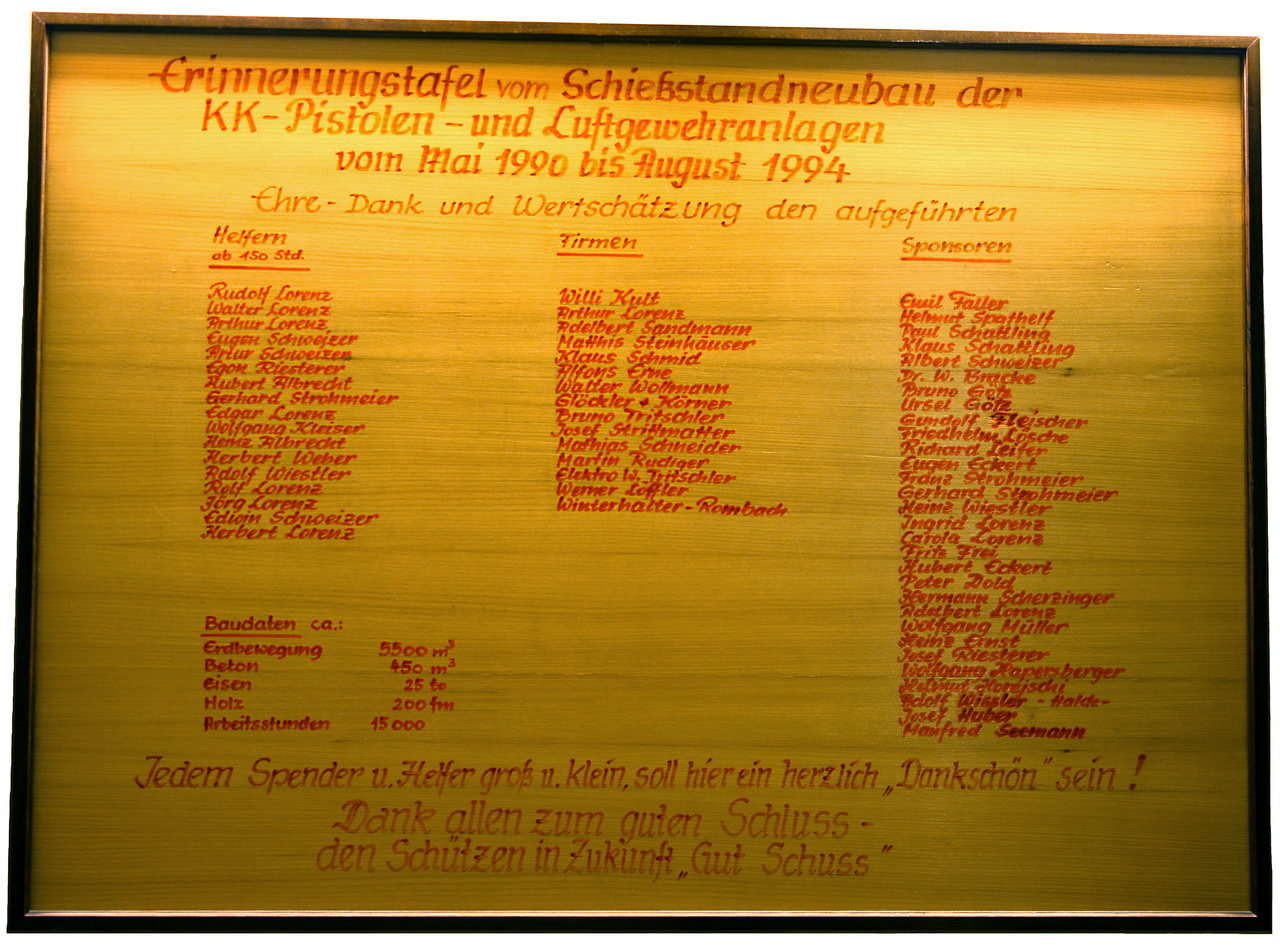 Erinnerungstafel vom Schießstandneubau der
KK-Pistolen - und Luftgewehranlagen
vom Mai 1990 bis August 1994
Ehre - Dank und Wertschätzung den aufgeführten
Helfern
ab 150 Std.
Rudolf Lorenz
Walter Lorenz
Arthur Lorenz
Eugen Schweizer
Artur Schweizer
Egon Riesterer
Hubert Albrecht
Gerhard Strohmeier
Edgar Lorenz
Wolfgang Kleiser
Heinz Albrecht
Herbert Weber
Adolf Wiestler
Rolf Lorenz
Jörg Lorenz
Edwin Schweizer
Herbert Lorenz
Firmen
Willi Kult
Arthur Lorenz
Adelbert Sandmann
Matthis Steinhäuser
Klaus Schmid
Alfons Erne
Walter Wollmann
Glöckler + Körner
Bruno Tritschler
Josef Strittmatter
Mathias Schneider
Martin Rudiger
Elektro W. Tritschler
Werner Löffler
Winterhalter - Rombach
Sponsoren
Emil Faller
Helmut Spathelf
Paul Schattling
Klaus Schattling
Albert Schweizer
Dr. W. Bracke
Bruno Götz
Ursel Götz
Gundolf Fleischer
Friedhelm Lösche
Richard Leifer
Eugen Eckert
Franz Strohmeier
Gerhard Strohmeier
Heinz Wiestler
Ingrid Lorenz
Carola Lorenz
Fritz Frei
Hubert Eckert
Peter Dold
Hermann Scherzinger
Adelbert Lorenz
Wolfgang Müller
Heinz Ernst
Josef Riesterer
Wolfgang Hapersberger
Helmut Horejschi
Adolf Wissler - Halde-
Josef Huber
Manfred Seemann
Baudaten ca.:
Erdbewegung 5500 m³
Beton 450 m³
Eisen 25 to
Holz 200 fm
Arbeitsstunden 15 000
Jedem Spender u. Helfer groß u. klein, soll hier ein herzlich „Dankschön" sein !
Dank allen zum guten Schluss -
den Schützen in Zukunft „Gut Schuss"